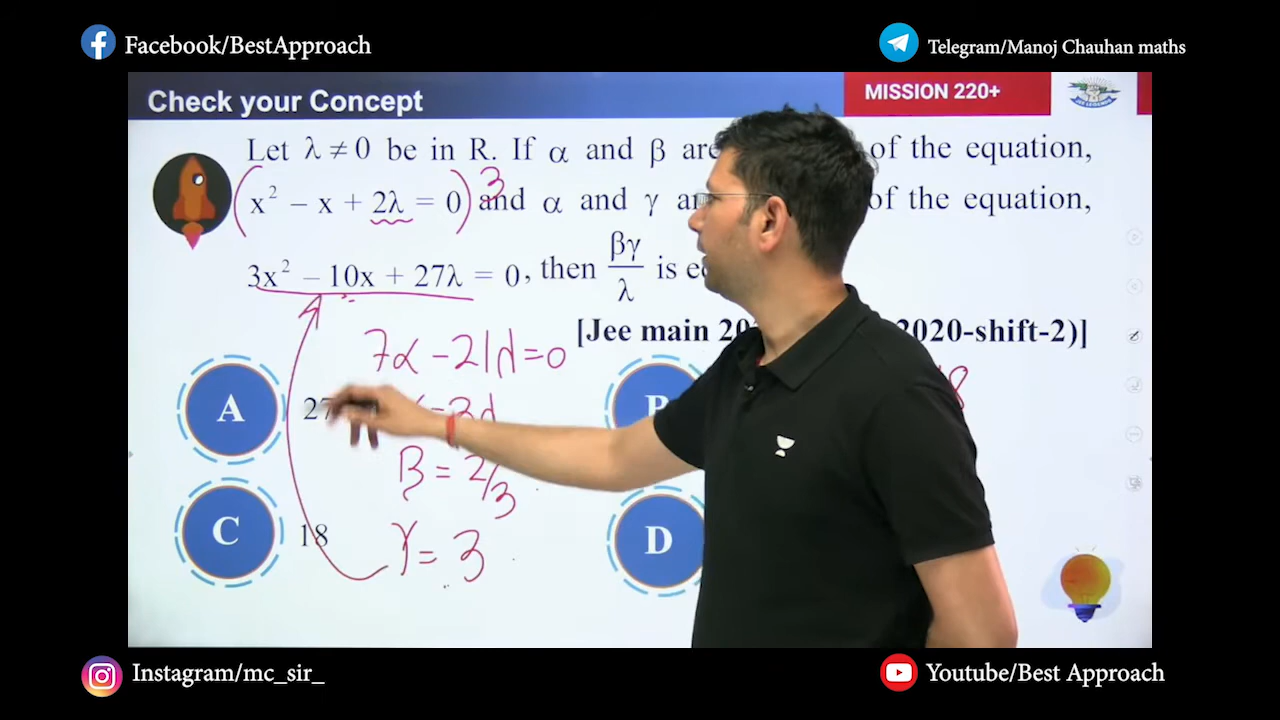 Facebook/BestApproach
Telegram/Manoj Chauhan maths
Check your Concept
MISSION 220+
Let λ ≠ 0 be in R. If α and β are of the equation,
(x² − x + 2λ = 0) 3 and α and γ of the equation,
3x² − 10x + 27λ = 0, then βγ/λ is
[Jee main 2020-shift-2)]
7α − 21λ = 0
A
27
B
β = 2/3
C
18
γ = 3
D
Instagram/mc_sir_
Youtube/Best Approach